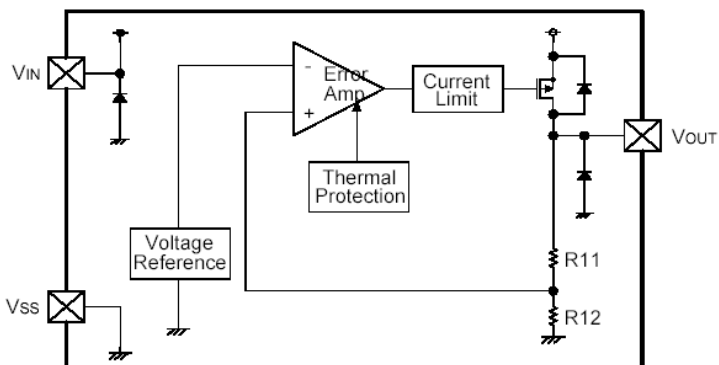 VIN
-
Error
Amp
+
Current
Limit
VOUT
Thermal
Protection
Voltage
Reference
R11
VSS
R12